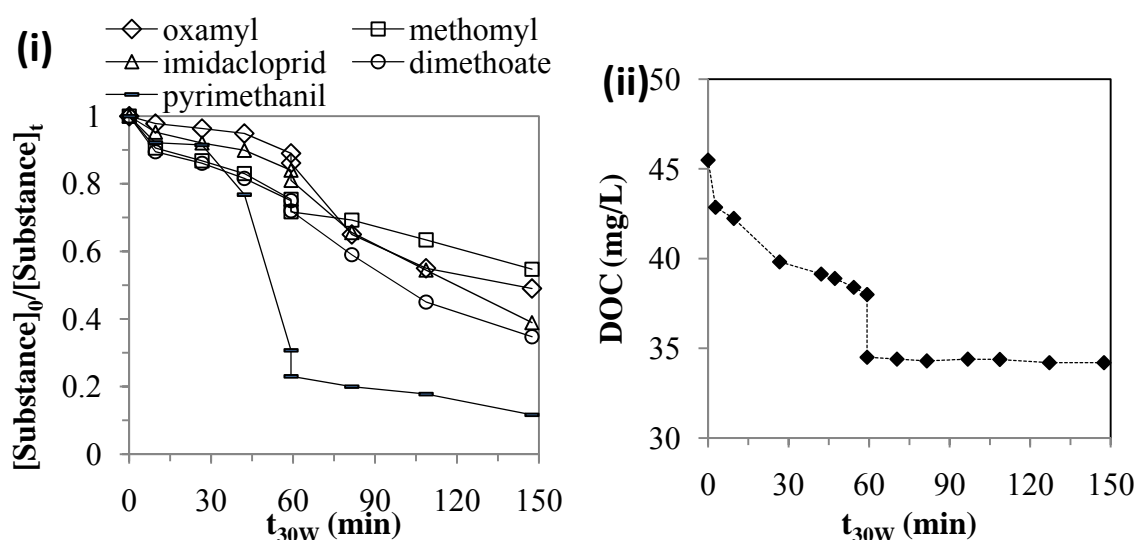 (i)
oxamyl methomyl
imidacloprid dimethoate
pyrimethanil
[Substance]0/[Substance]t
1
0.8
0.6
0.4
0.2
0
0 30 60 90 120 150
t30W (min)
(ii)
DOC (mg/L)
50
45
40
35
30
0 30 60 90 120 150
t30W (min)